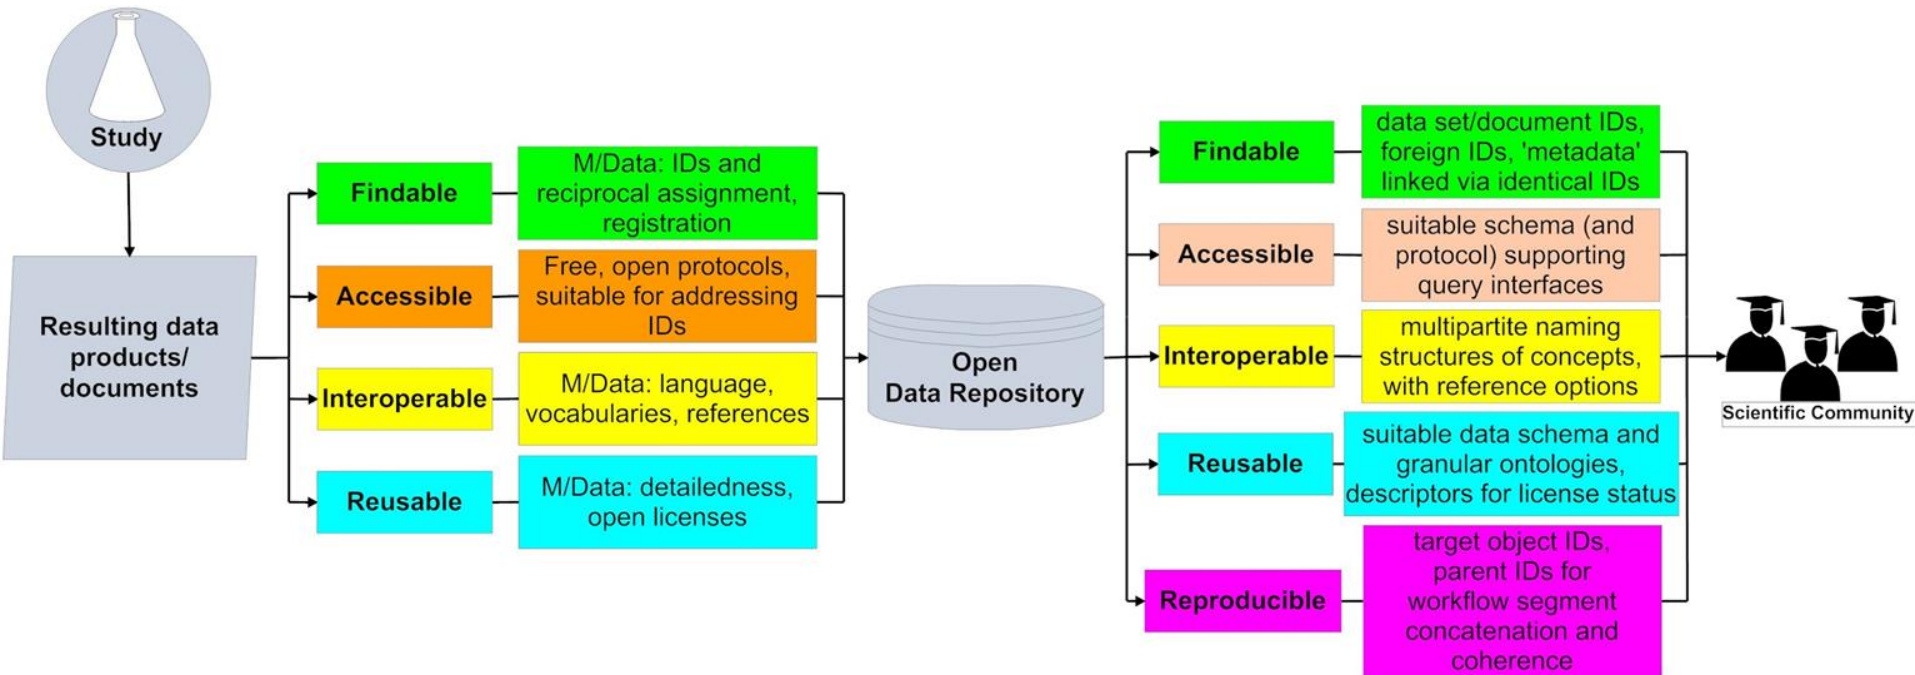 Study
Resulting data
products/
documents
Findable
M/Data: IDs and
reciprocal assignment,
registration
Accessible
Free, open protocols,
suitable for addressing
IDs
Interoperable
M/Data: language,
vocabularies, references
Reusable
M/Data: detailedness,
open licenses
Open
Data Repository
Findable
data set/document IDs,
foreign IDs, 'metadata'
linked via identical IDs
Accessible
suitable schema (and
protocol) supporting
query interfaces
Interoperable
multipartite naming
structures of concepts,
with reference options
Reusable
suitable data schema and
granular ontologies,
descriptors for license status
Reproducible
target object IDs,
parent IDs for
workflow segment
concatenation and
coherence
Scientific Community